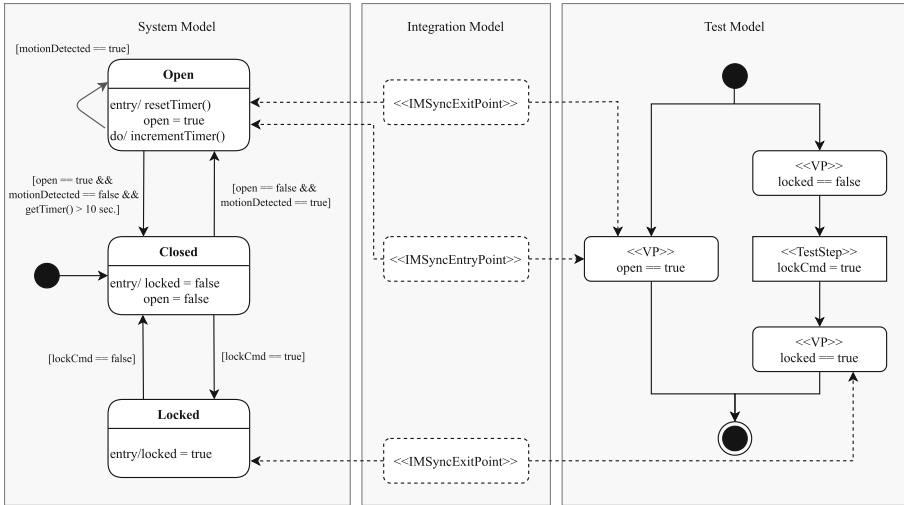 System Model
[motionDetected == true]
Open
entry/ resetTimer()
open = true
do/ incrementTimer()
[open == true &&
motionDetected == false &&
getTimer() > 10 sec.]
[open == false &&
motionDetected == true]
Closed
entry/ locked = false
open = false
[lockCmd == false]
[lockCmd == true]
Locked
entry/locked = true
Integration Model
<<IMSyncExitPoint>>
<<IMSyncEntryPoint>>
<<IMSyncExitPoint>>
Test Model
<<VP>>
open == true
<<VP>>
locked == false
<<TestStep>>
lockCmd = true
<<VP>>
locked == true